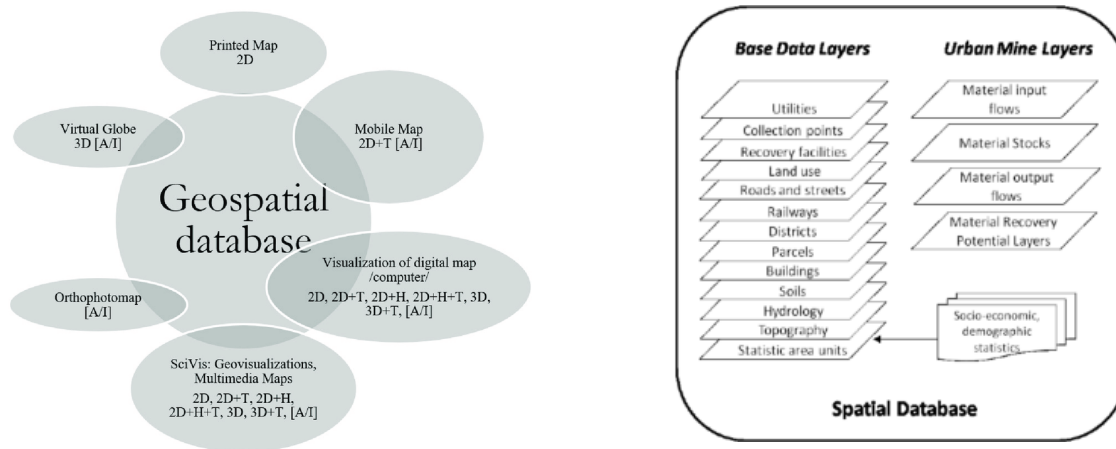 Printed Map
2D
Virtual Globe
3D [A/I]
Mobile Map
2D+T [A/I]
Geospatial
database
Visualization of digital map
/computer/
2D, 2D+T, 2D+H, 2D+H+T, 3D,
3D+T, [A/I]
Orthophotomap
[A/I]
SciVis: Geovisualizations,
Multimedia Maps
2D, 2D+T, 2D+H,
2D+H+T, 3D, 3D+T, [A/I]
Base Data Layers
Utilities
Collection points
Recovery facilities
Land use
Roads and streets
Railways
Districts
Parcels
Buildings
Soils
Hydrology
Topography
Statistic area units
Urban Mine Layers
Material input
flows
Material Stocks
Material output
flows
Material Recovery
Potential Layers
Socio-economic,
demographic
statistics
Spatial Database